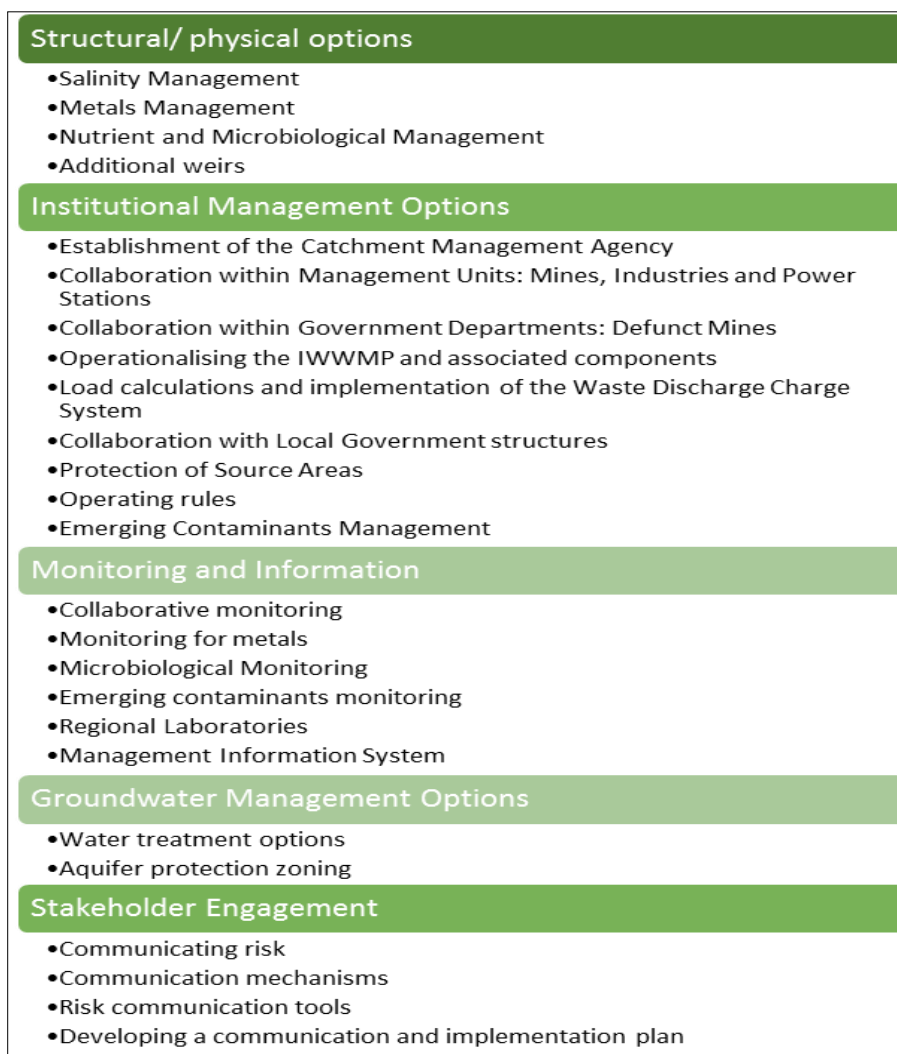 Structural/ physical options
•Salinity Management
•Metals Management
•Nutrient and Microbiological Management
•Additional weirs
Institutional Management Options
•Establishment of the Catchment Management Agency
•Collaboration within Management Units: Mines, Industries and Power
Stations
•Collaboration within Government Departments: Defunct Mines
•Operationalising the IWWMP and associated components
•Load calculations and implementation of the Waste Discharge Charge
System
•Collaboration with Local Government structures
•Protection of Source Areas
•Operating rules
•Emerging Contaminants Management
Monitoring and Information
•Collaborative monitoring
•Monitoring for metals
•Microbiological Monitoring
•Emerging contaminants monitoring
•Regional Laboratories
•Management Information System
Groundwater Management Options
•Water treatment options
•Aquifer protection zoning
Stakeholder Engagement
•Communicating risk
•Communication mechanisms
•Risk communication tools
•Developing a communication and implementation plan